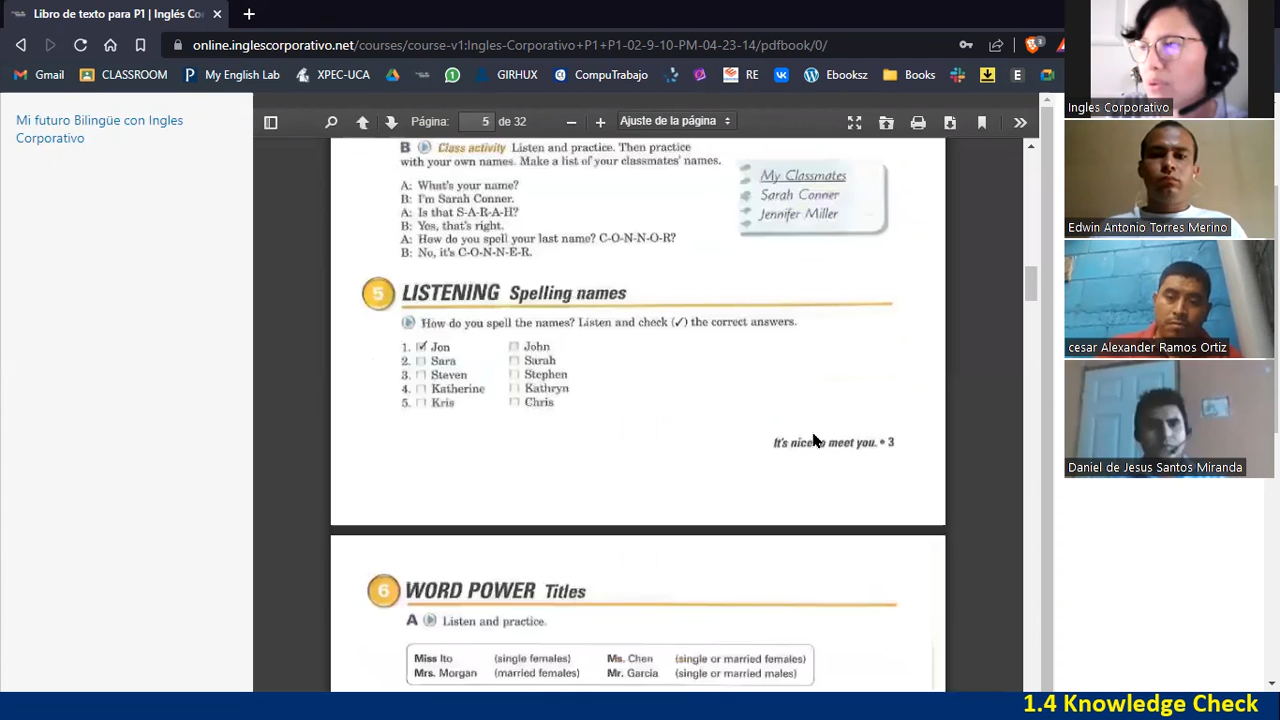 Libro de texto para P1 | Inglés Co
online.inglescorporativo.net/courses/course-v1:Ingles-Corporativo+P1+P1-02-9-10-PM-04-23-14/pdfbook/0/
Gmail CLASSROOM My English Lab XPEC-UCA GIRHUX CompuTrabajo RE Ebooksz Books
Mi futuro Bilingüe con Ingles
Corporativo
Página: 5 de 32 Ajuste de la página
B Class activity Listen and practice. Then practice
with your own names. Make a list of your classmates' names.
A: What's your name?
B: I'm Sarah Conner.
A: Is that S-A-R-A-H?
B: Yes, that's right.
A: How do you spell your last name? C-O-N-N-O-R?
B: No, it's C-O-N-N-E-R.
My Classmates
Sarah Conner
Jennifer Miller
5 LISTENING Spelling names
How do you spell the names? Listen and check (✓) the correct answers.
1. Jon John
2. Sara Sarah
3. Steven Stephen
4. Katherine Kathryn
5. Kris Chris
It's nice to meet you. • 3
6 WORD POWER Titles
A Listen and practice.
Miss Ito (single females) Ms. Chen (single or married females)
Mrs. Morgan (married females) Mr. Garcia (single or married males)
Ingles Corporativo
Edwin Antonio Torres Merino
cesar Alexander Ramos Ortiz
Daniel de Jesus Santos Miranda
1.4 Knowledge Check